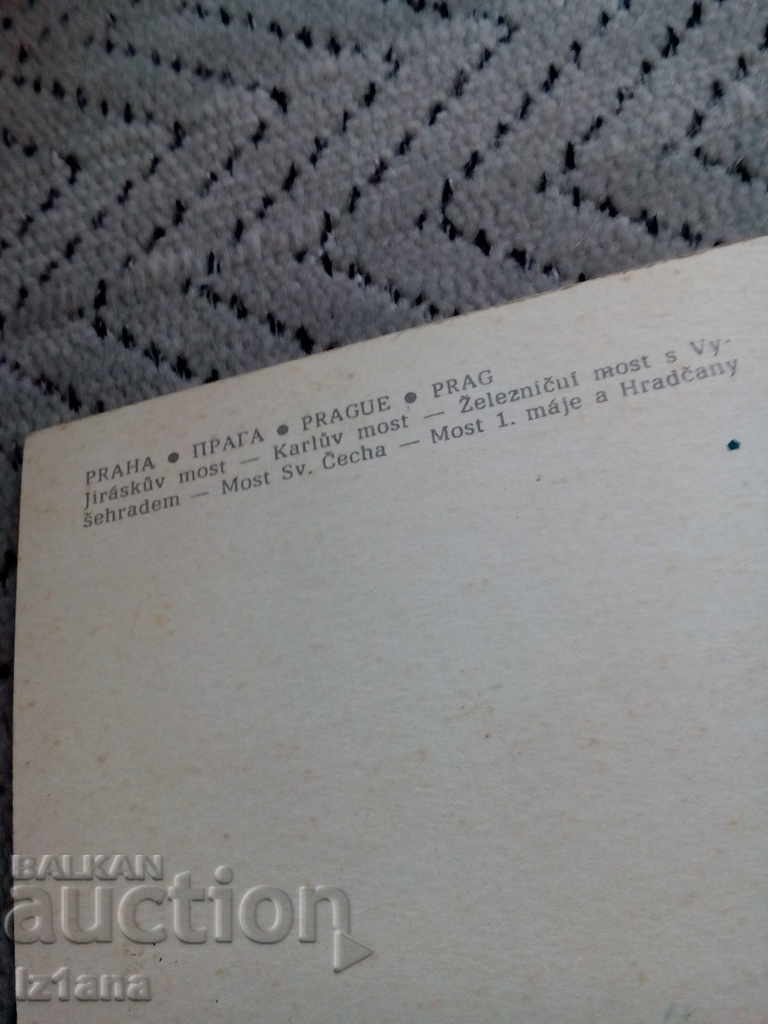 PRAHA ● ПРАГА ● PRAGUE ● PRAG
Jiráskův most — Karlův most — Železničuí most s Vy-
šehradem — Most Sv. Čecha — Most 1. máje a Hradčany
BALKAN
auction
iz1ana